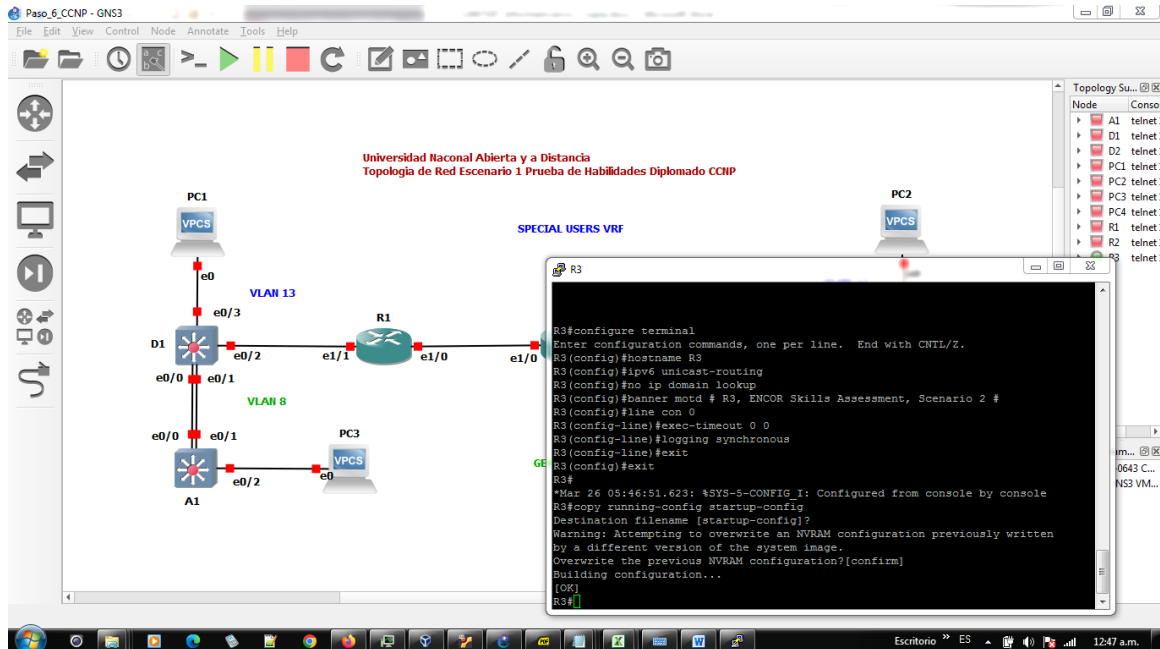 Paso_6_CCNP - GNS3
File Edit View Control Node Annotate Tools Help
Universidad Naconal Abierta y a Distancia
Topologia de Red Escenario 1 Prueba de Habilidades Diplomado CCNP
PC1
VPCS
e0
VLAN 13
e0/3
D1
e0/2
e0/0
e0/1
VLAN 8
e0/0
e0/1
A1
e0/2
PC3
VPCS
e0
R1
e1/1
e1/0
SPECIAL USERS VRF
PC2
VPCS
e1/0
R3
R3#configure terminal
Enter configuration commands, one per line.  End with CNTL/Z.
R3(config)#hostname R3
R3(config)#ipv6 unicast-routing
R3(config)#no ip domain lookup
R3(config)#banner motd # R3, ENCOR Skills Assessment, Scenario 2 #
R3(config)#line con 0
R3(config-line)#exec-timeout 0 0
R3(config-line)#logging synchronous
R3(config-line)#exit
R3(config)#exit
R3#
*Mar 26 05:46:51.623: %SYS-5-CONFIG_I: Configured from console by console
R3#copy running-config startup-config
Destination filename [startup-config]?
Warning: Attempting to overwrite an NVRAM configuration previously written
by a different version of the system image.
Overwrite the previous NVRAM configuration?[confirm]
Building configuration...
[OK]
R3#
Topology Su...
Node Conso
A1 telnet
D1 telnet
D2 telnet
PC1 telnet
PC2 telnet
PC3 telnet
PC4 telnet
R1 telnet
R2 telnet
R3 telnet
0643 C...
NS3 VM...
Escritorio » ES 12:47 a.m.